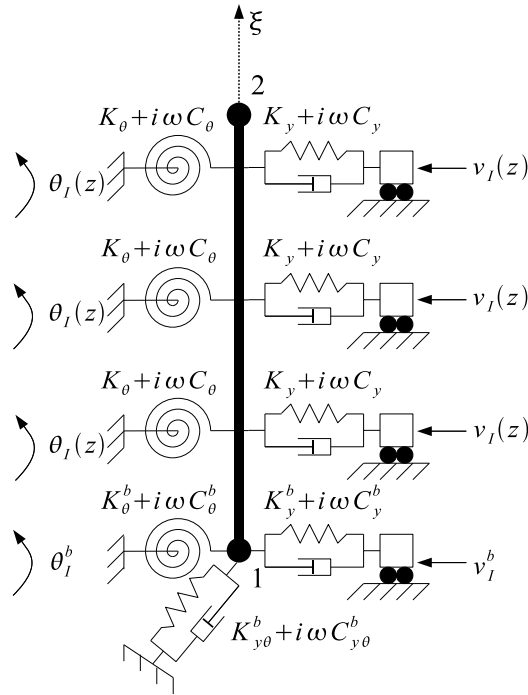 ξ
2
K_θ+iωC_θ K_y+iωC_y
θ_I(z) v_I(z)
K_θ+iωC_θ K_y+iωC_y
θ_I(z) v_I(z)
K_θ+iωC_θ K_y+iωC_y
θ_I(z) v_I(z)
K_θ^b+iωC_θ^b K_y^b+iωC_y^b
θ_I^b 1 v_I^b
K_yθ^b+iωC_yθ^b